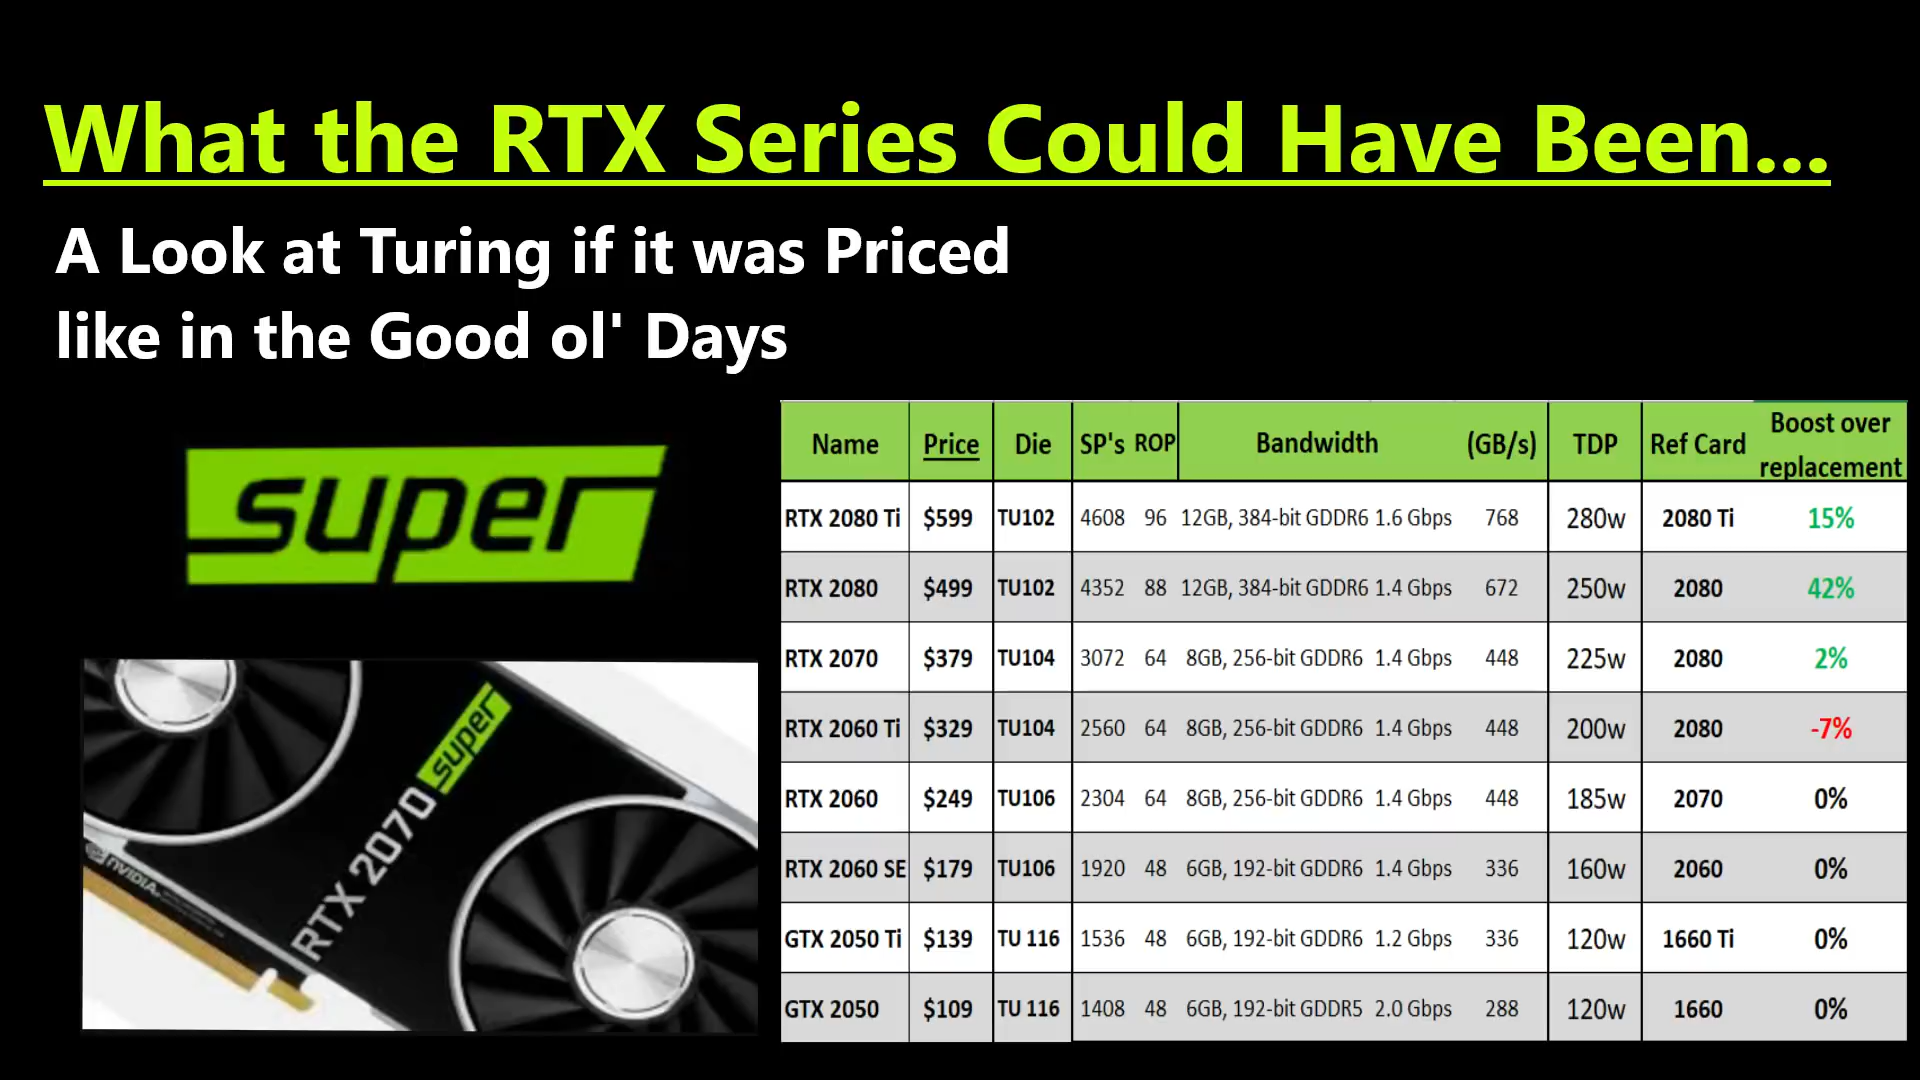 What the RTX Series Could Have Been...
A Look at Turing if it was Priced
like in the Good ol' Days
super
RTX 2070 super
NVIDIA
Name Price Die SP's ROP Bandwidth (GB/s) TDP Ref Card Boost over replacement
RTX 2080 Ti $599 TU102 4608 96 12GB, 384-bit GDDR6 1.6 Gbps 768 280w 2080 Ti 15%
RTX 2080 $499 TU102 4352 88 12GB, 384-bit GDDR6 1.4 Gbps 672 250w 2080 42%
RTX 2070 $379 TU104 3072 64 8GB, 256-bit GDDR6 1.4 Gbps 448 225w 2080 2%
RTX 2060 Ti $329 TU104 2560 64 8GB, 256-bit GDDR6 1.4 Gbps 448 200w 2080 -7%
RTX 2060 $249 TU106 2304 64 8GB, 256-bit GDDR6 1.4 Gbps 448 185w 2070 0%
RTX 2060 SE $179 TU106 1920 48 6GB, 192-bit GDDR6 1.4 Gbps 336 160w 2060 0%
GTX 2050 Ti $139 TU 116 1536 48 6GB, 192-bit GDDR6 1.2 Gbps 336 120w 1660 Ti 0%
GTX 2050 $109 TU 116 1408 48 6GB, 192-bit GDDR5 2.0 Gbps 288 120w 1660 0%